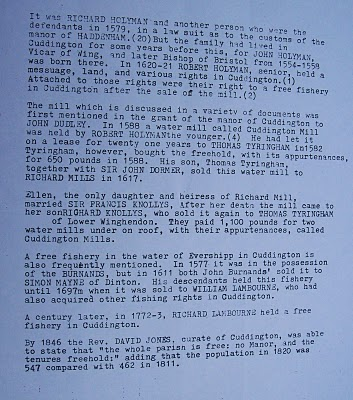 It was RICHARD HOLYMAN and another person who were the
defendants in 1579, in a law suit as to the customs of the
manor of HADDENHAM.(20)But the family had lived in
Cuddington for some years before this, for JOHN HOLYMAN,
Vicar of Wing, and later Bishop of Bristol from 1554-1558
was born there. In 1620-21 ROBERT HOLYMAN, senior, held a
message, land, and various rights in Cuddington.(1)
Attached to those rights were their right to a free fishery
in Cuddington after the sale of the mill.(2)
The mill which is discussed in a variety of documents was
first mentioned in the grant of the manor of Cuddington to
JOHN DUDLEY. In 1588 a water mill called Cuddington Mill
was held by ROBERT HOLYMANthe younger.(4) He had let it
on a lease for twenty one years to THOMAS TYRINGHAM in1582
Tyringham, however, bought the freehold, with its appurtenances,
for 650 pounds in 1588. His son, Thomas Tyringham,
together with SIR JOHN DORMER, sold this water mill to
RICHARD MILLS in 1617.
Ellen, the only daughter and heiress of Richard Mill,
married SIR FRANCIS KNOLLYS, After her death the mill came to
her sonRIGHARD KNOLLYS, who sold it again to THOMAS TYRINGHAM
of Lower Winghendon. They paid 1,100 pounds for two
water mills under on roof, with their appurtenances, called
Cuddington Mills.
A free fishery in the water of Evershipp in Cuddington is
also frequently mentioned. In 1577 it was in the possession
of the BURNANDS, but in 1611 both John Burnands' sold it to
SIMON MAYNE of Dinton. His descendants held this fishery
until 1697m when it was sold to WILLIAM LAMBOURNE, who had
also acquired other fishing rights in Cuddington.
A century later, in 1772-3, RICHARD LAMBOURNE held a free
fishery in Cuddington.
By 1846 the Rev. DAVID JONES, curate of Cuddington, was able
to state that "the whole parish is free: no Manor, and the
tenures freehold:" adding that the population in 1820 was
547 compared with 462 in 1811.